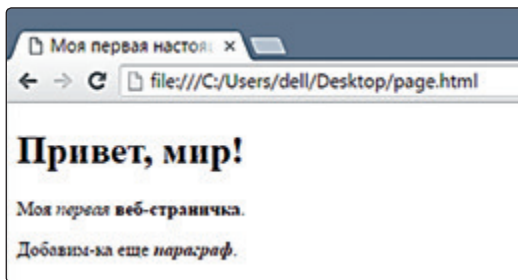 Моя первая настоя
file:///C:/Users/dell/Desktop/page.html
Привет, мир!
Моя первая веб-страничка.
Добавим-ка еще параграф.